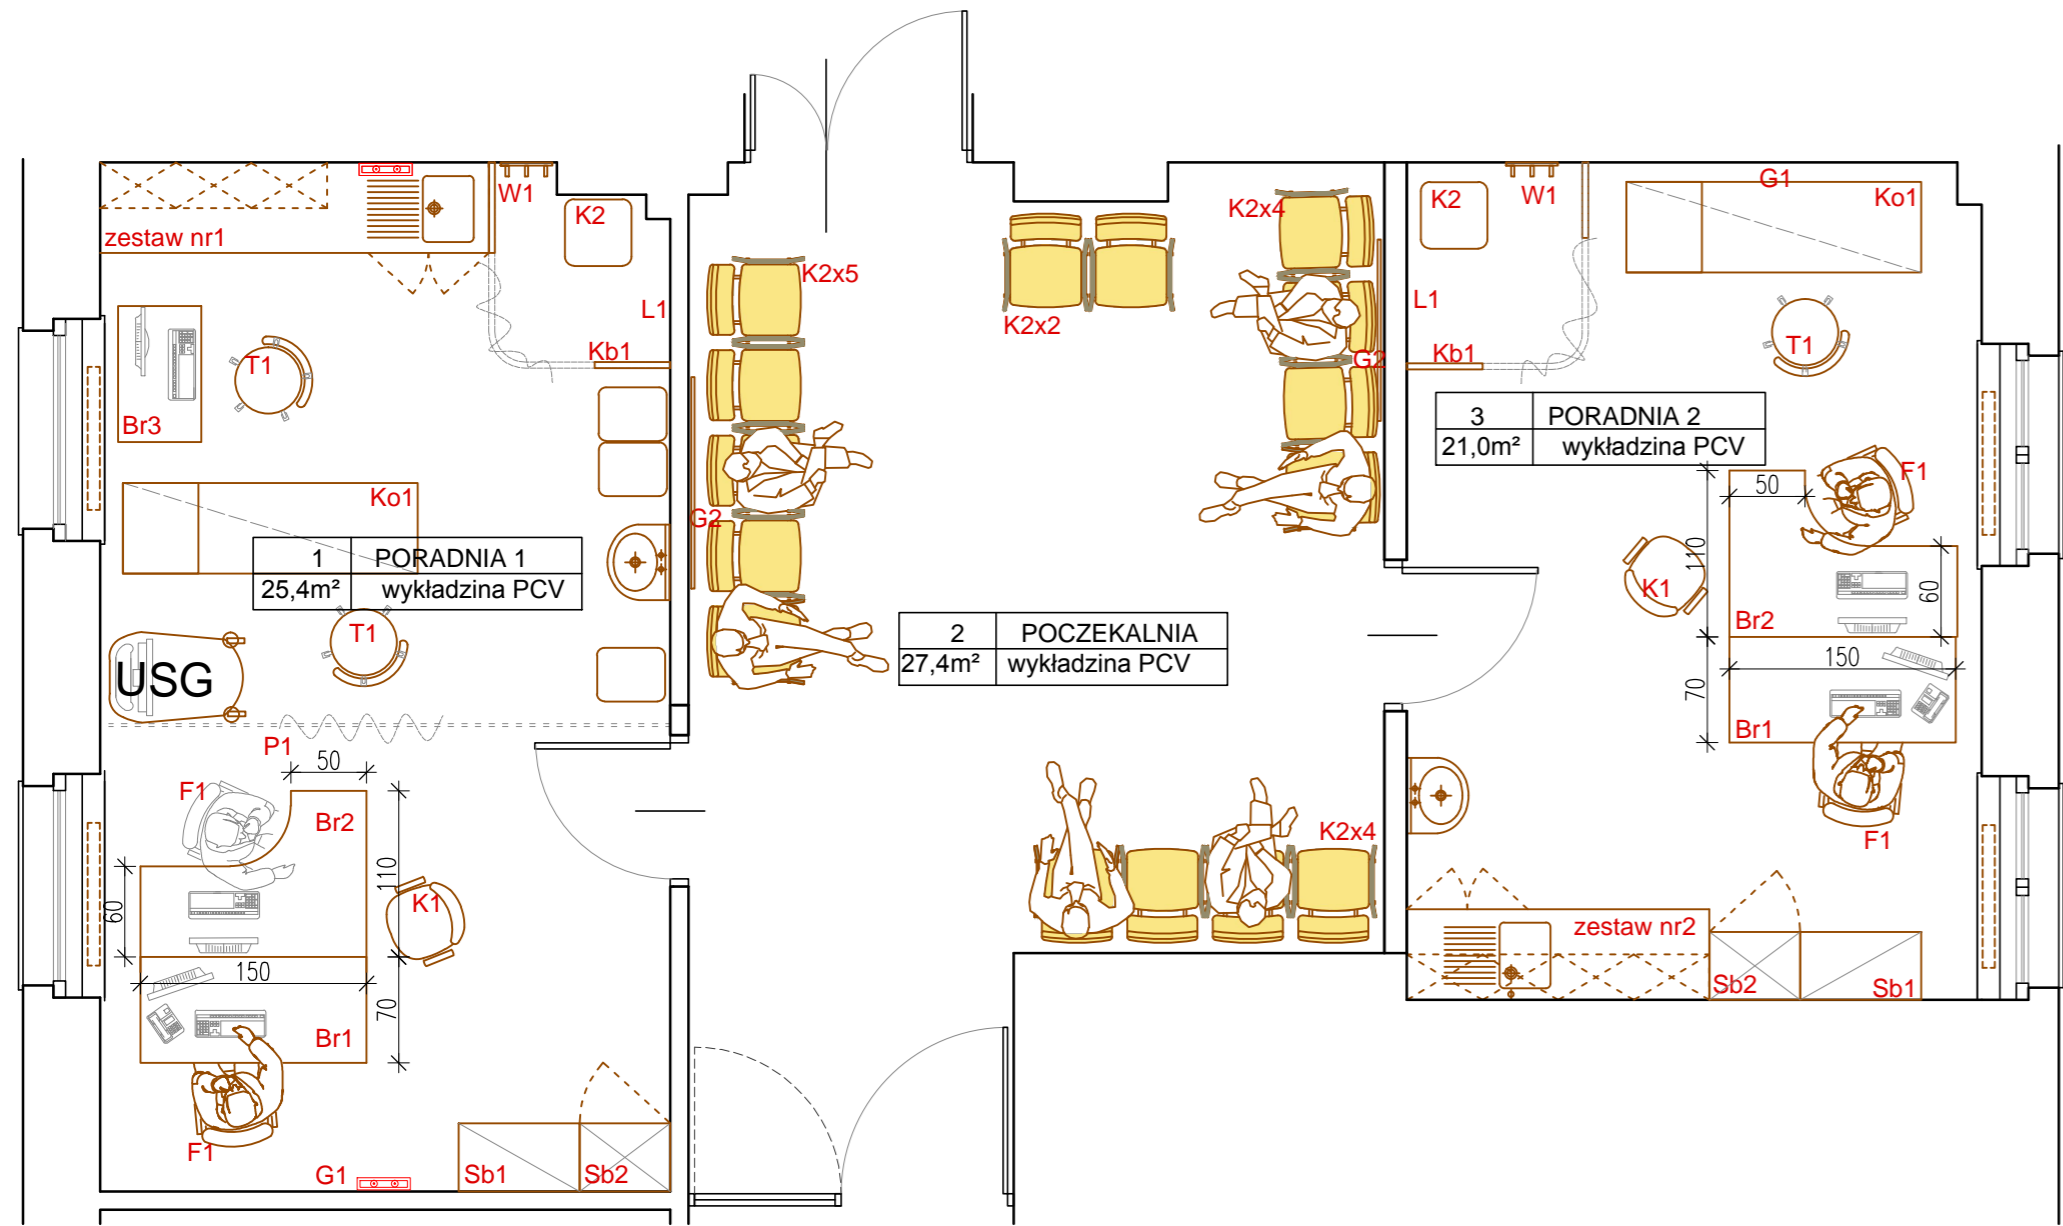 zestaw nr1
W1
K2
L1
Kb1
T1
Br3
Ko1
1 PORADNIA 1
25,4m² wykładzina PCV
T1
USG
P1
50
F1
Br2
110
60
K1
150
70
Br1
F1
G1
Sb1
Sb2
K2x5
G2
K2x2
K2x4
G2
2 POCZEKALNIA
27,4m² wykładzina PCV
K2x4
K2
W1
G1
Ko1
L1
Kb1
T1
3 PORADNIA 2
21,0m² wykładzina PCV
50
F1
110
K1
60
Br2
150
70
Br1
F1
zestaw nr2
Sb2
Sb1